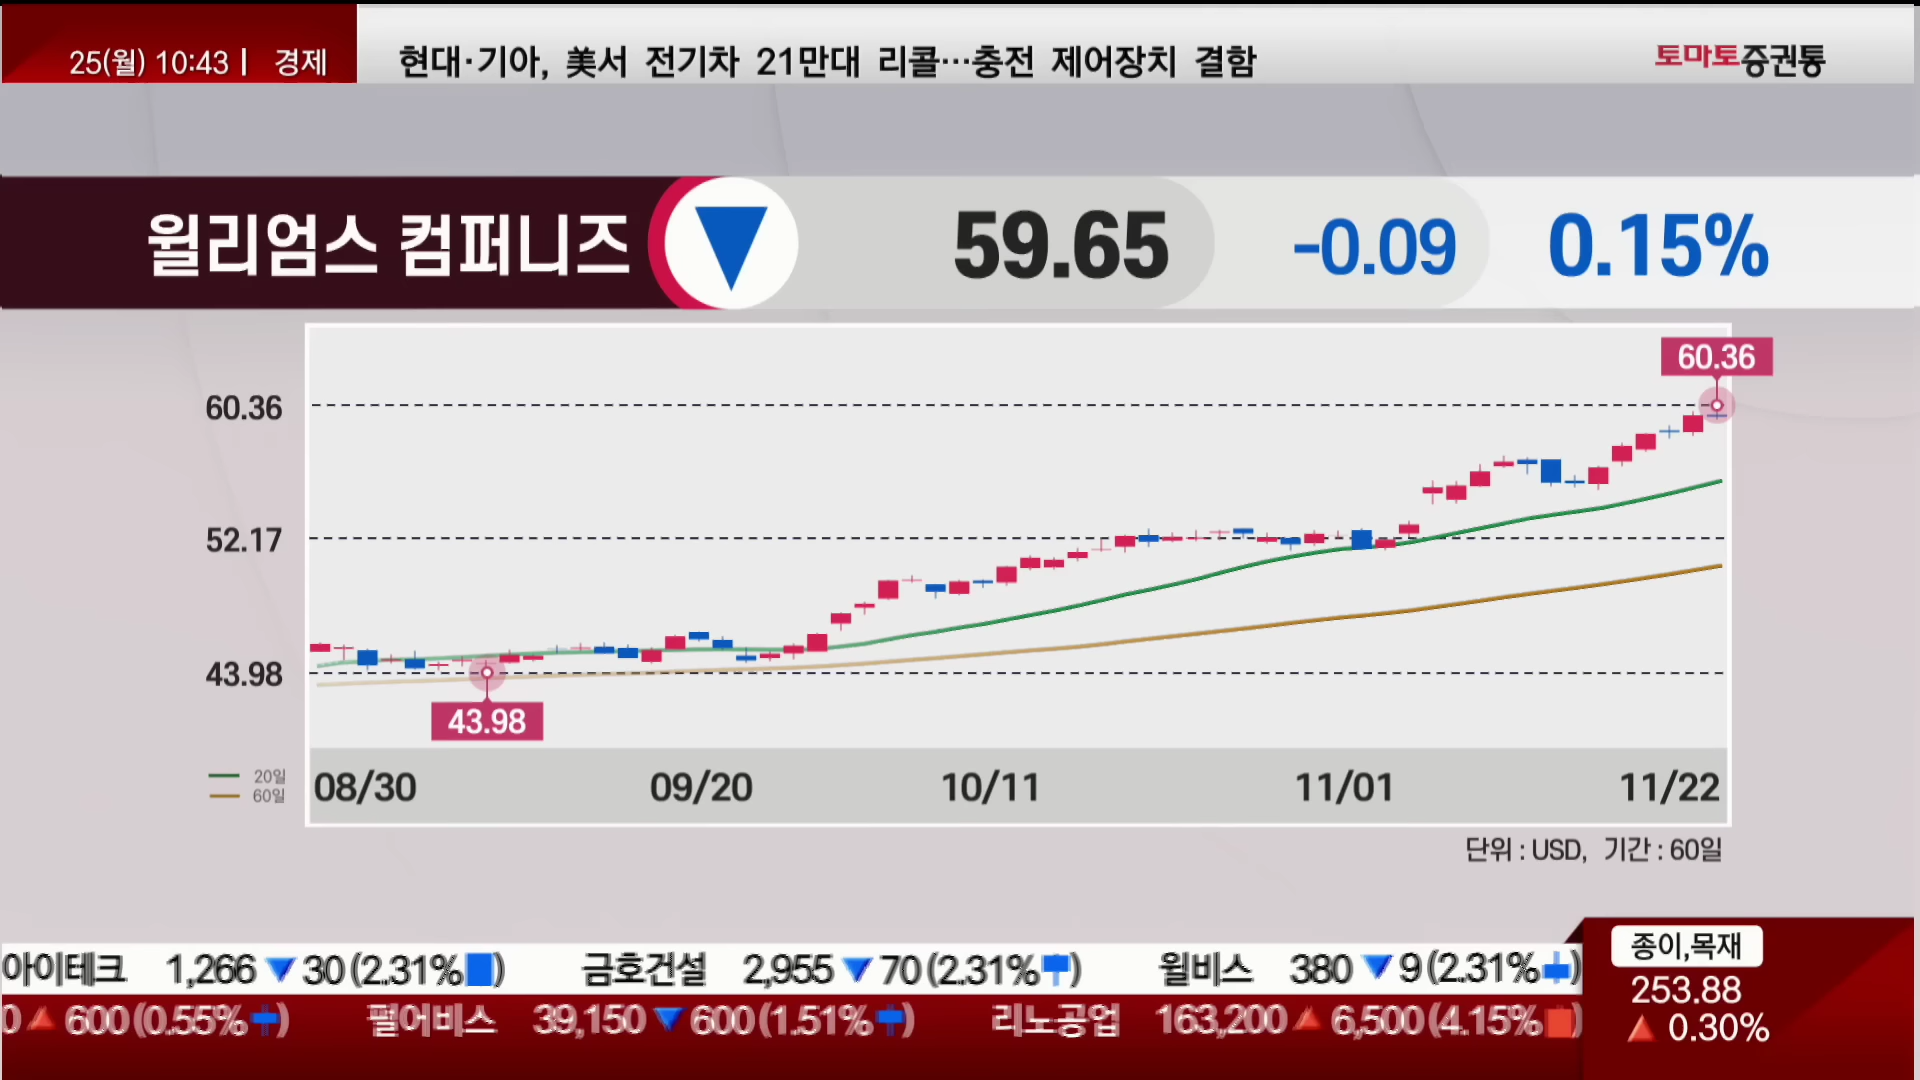 25(월) 10:43 | 경제
현대·기아, 美서 전기차 21만대 리콜…충전 제어장치 결함
토마토증권통
윌리엄스 컴퍼니즈 ▼ 59.65 -0.09 0.15%
60.36
60.36
52.17
43.98
43.98
20일
60일
08/30 09/20 10/11 11/01 11/22
단위 : USD, 기간 : 60일
아이테크 1,266 ▼ 30 (2.31%) 금호건설 2,955 ▼ 70 (2.31%) 윌비스 380 ▼ 9 (2.31%)
0 ▲ 600 (0.55%) 펄어비스 39,150 ▼ 600 (1.51%) 리노공업 163,200 ▲ 6,500 (4.15%)
종이,목재
253.88
▲ 0.30%